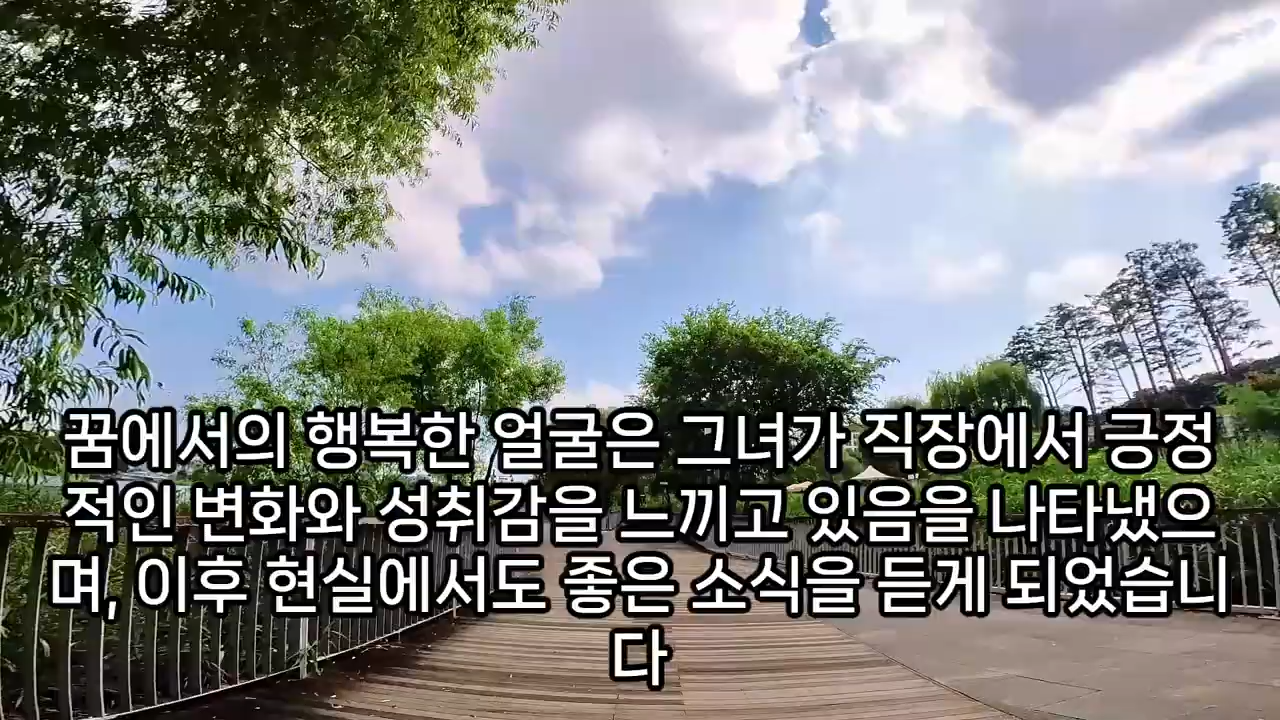 꿈에서의 행복한 얼굴은 그녀가 직장에서 긍정
적인 변화와 성취감을 느끼고 있음을 나타냈으
며, 이후 현실에서도 좋은 소식을 듣게 되었습니
다